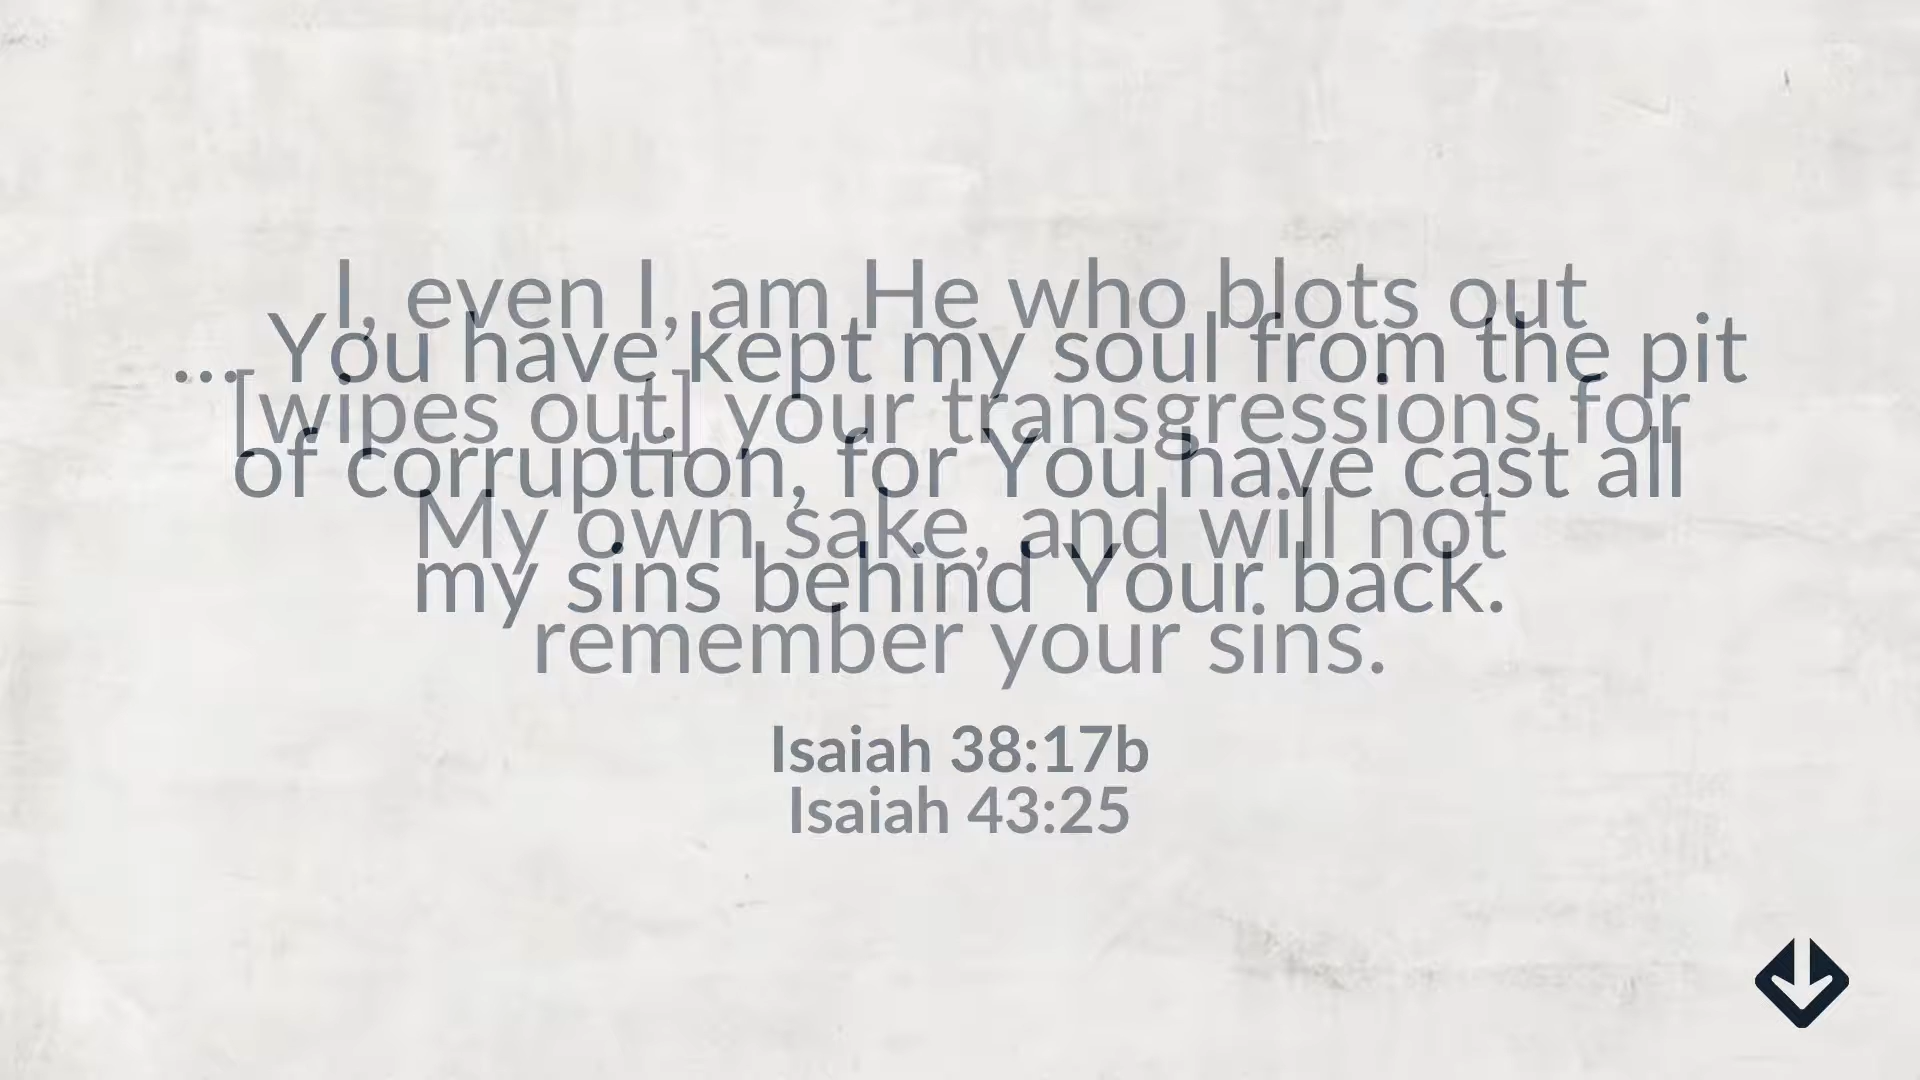 I, even I, am He who blots out
...You have kept my soul from the pit
[wipes out] your transgressions for
of corruption, for You have cast all
My own sake, and will not
my sins behind Your back.
remember your sins.
Isaiah 38:17b
Isaiah 43:25